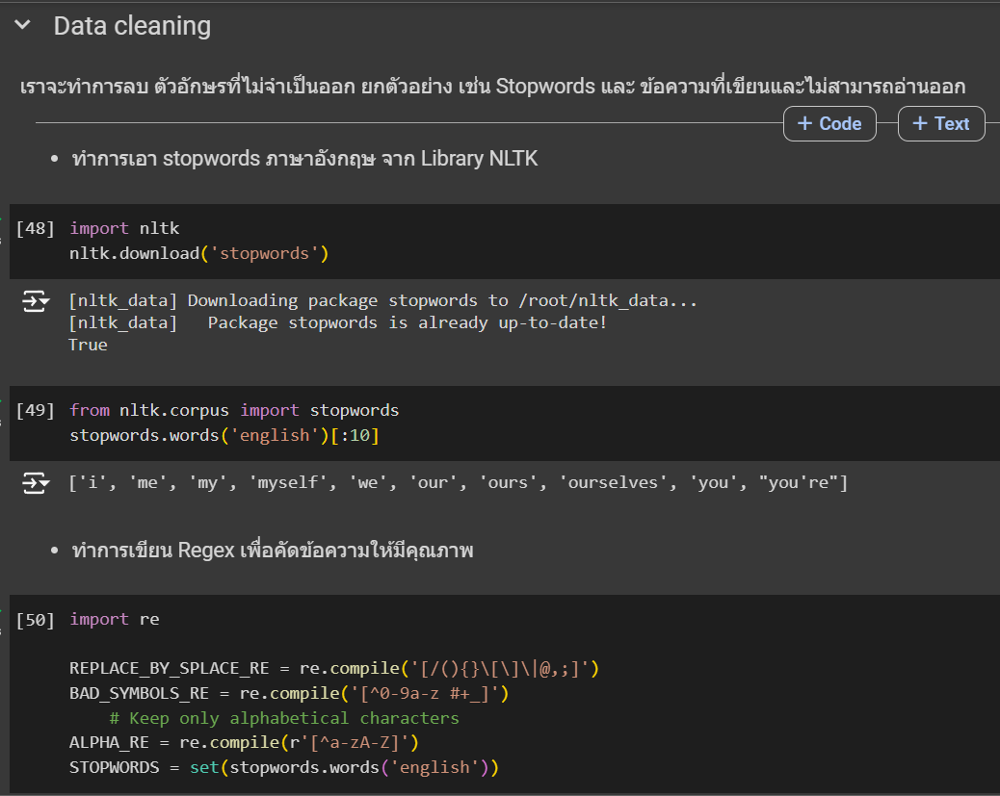 Data cleaning
เราจะทำการลบ ตัวอักษรที่ไม่จำเป็นออก ยกตัวอย่าง เช่น Stopwords และ ข้อความที่เขียนและไม่สามารถอ่านออก
+ Code + Text
• ทำการเอา stopwords ภาษาอังกฤษ จาก Library NLTK
[48] import nltk
nltk.download('stopwords')
[nltk_data] Downloading package stopwords to /root/nltk_data...
[nltk_data]   Package stopwords is already up-to-date!
True
[49] from nltk.corpus import stopwords
stopwords.words('english')[:10]
['i', 'me', 'my', 'myself', 'we', 'our', 'ours', 'ourselves', 'you', "you're"]
• ทำการเขียน Regex เพื่อคัดข้อความให้มีคุณภาพ
[50] import re
REPLACE_BY_SPLACE_RE = re.compile('[/(){}\[\]\|@,;]')
BAD_SYMBOLS_RE = re.compile('[^0-9a-z #+_]')
# Keep only alphabetical characters
ALPHA_RE = re.compile(r'[^a-zA-Z]')
STOPWORDS = set(stopwords.words('english'))